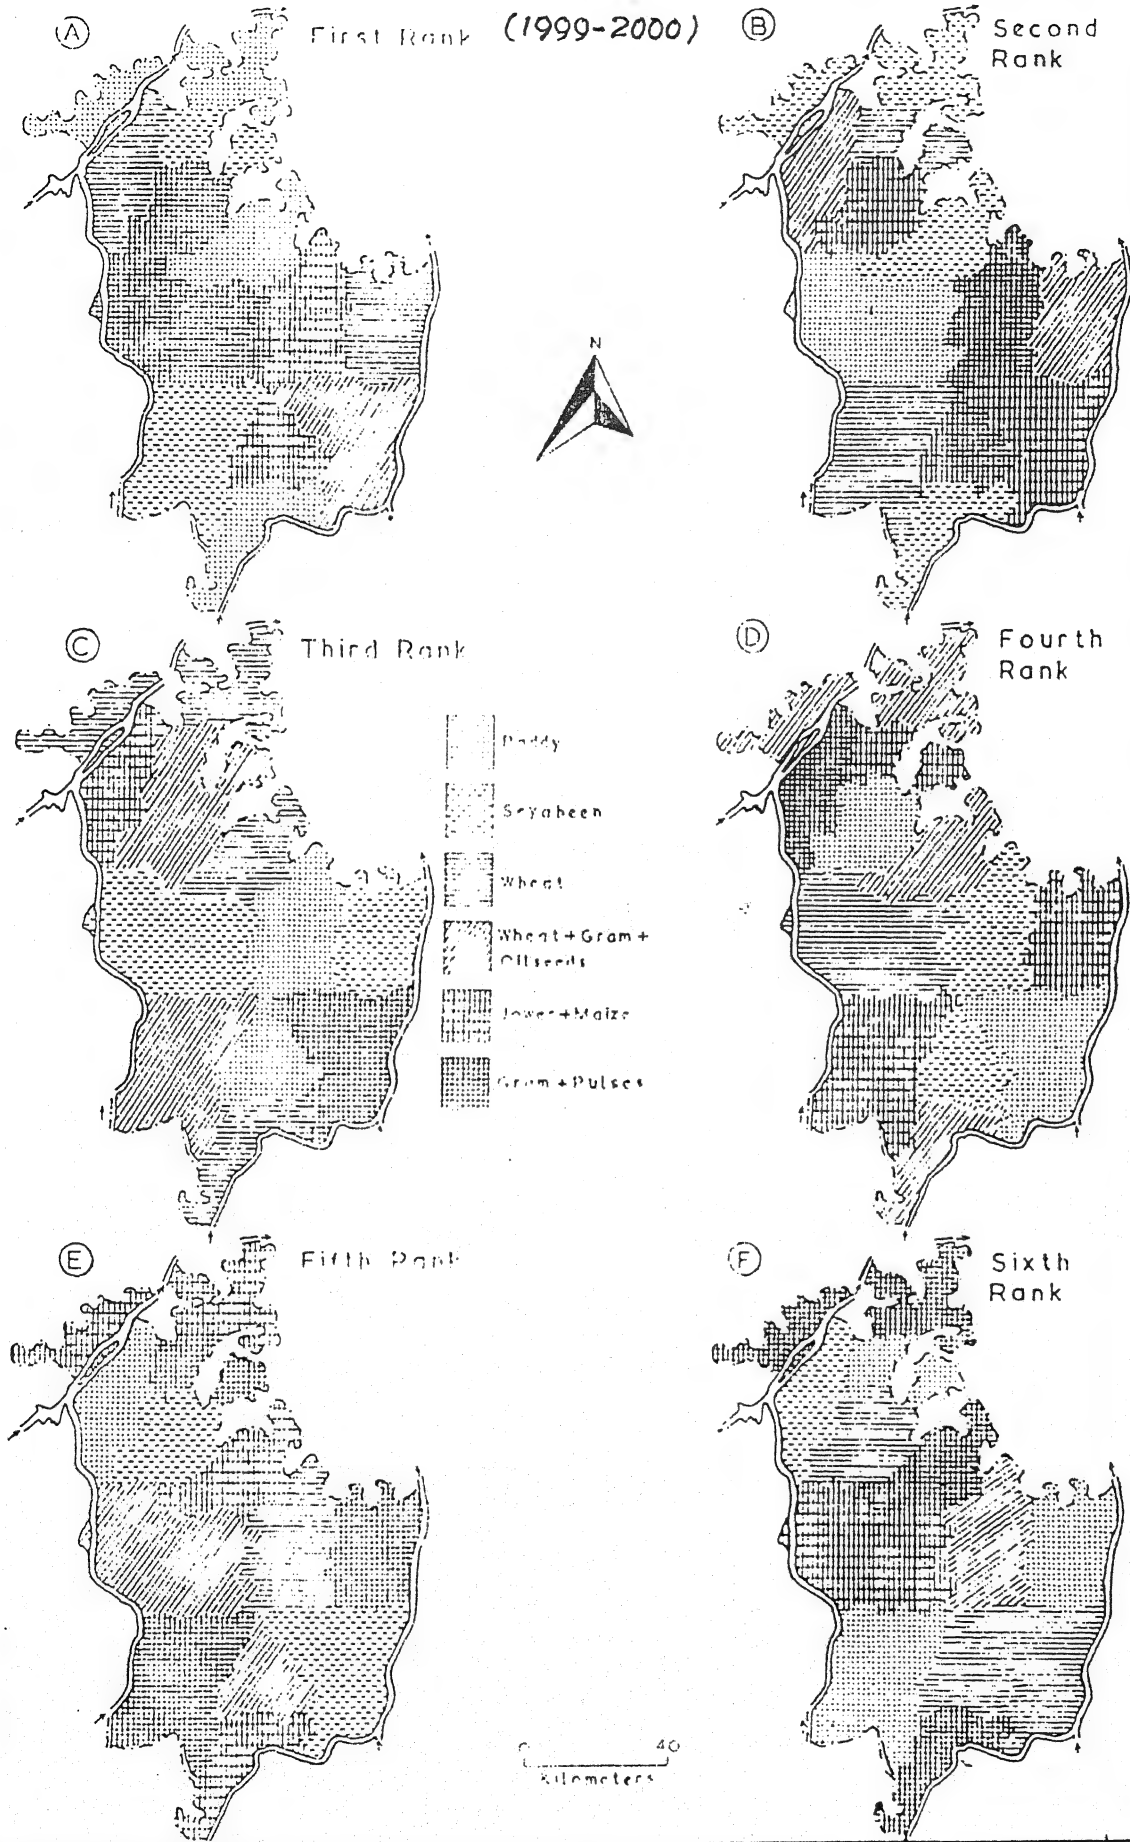 A
First Rank
(1999-2000)
B
Second
Rank
N
C
Third Rank
D
Fourth
Rank
Paddy
Soyabeen
Wheat
Wheat+Gram+
Oilseeds
Jower+Maize
Gram+Pulses
E
Fifth Rank
F
Sixth
Rank
0 40
Kilometers